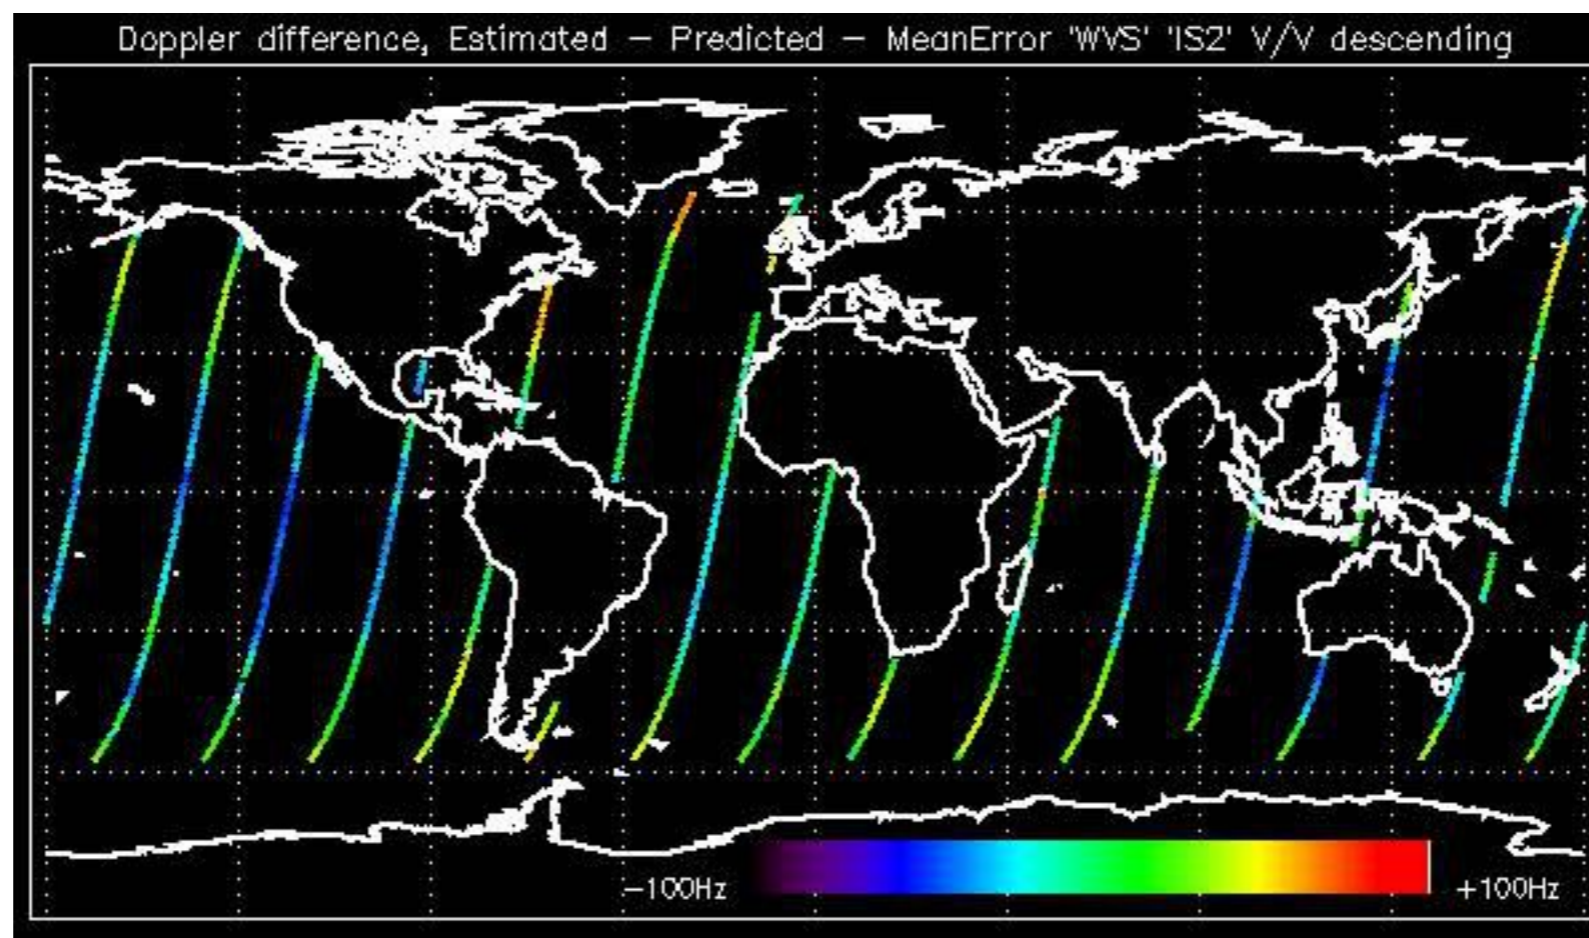 Doppler difference, Estimated — Predicted — MeanError 'WVS' 'IS2' V/V descending
−100Hz
+100Hz